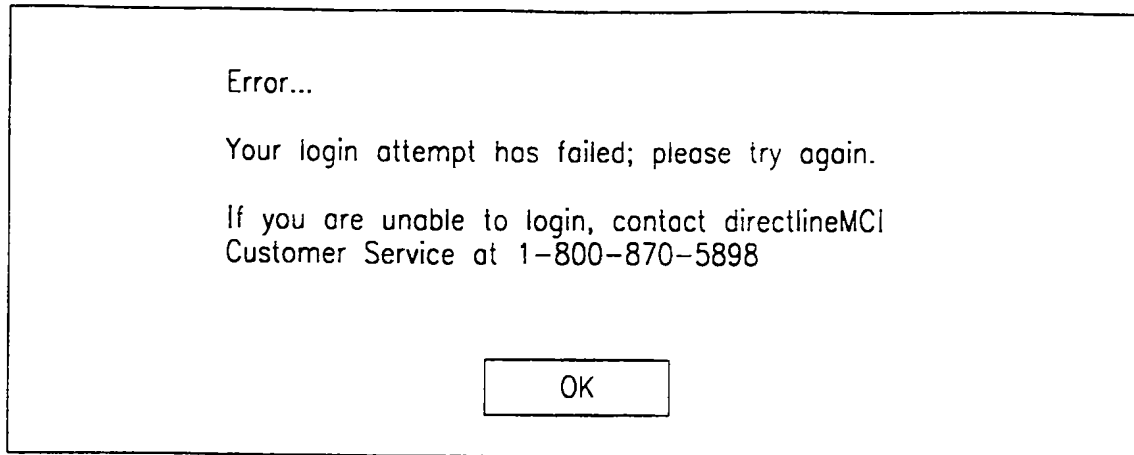 Error...
Your login attempt has failed; please try again.
If you are unable to login, contact directlineMCI
Customer Service at 1-800-870-5898
OK